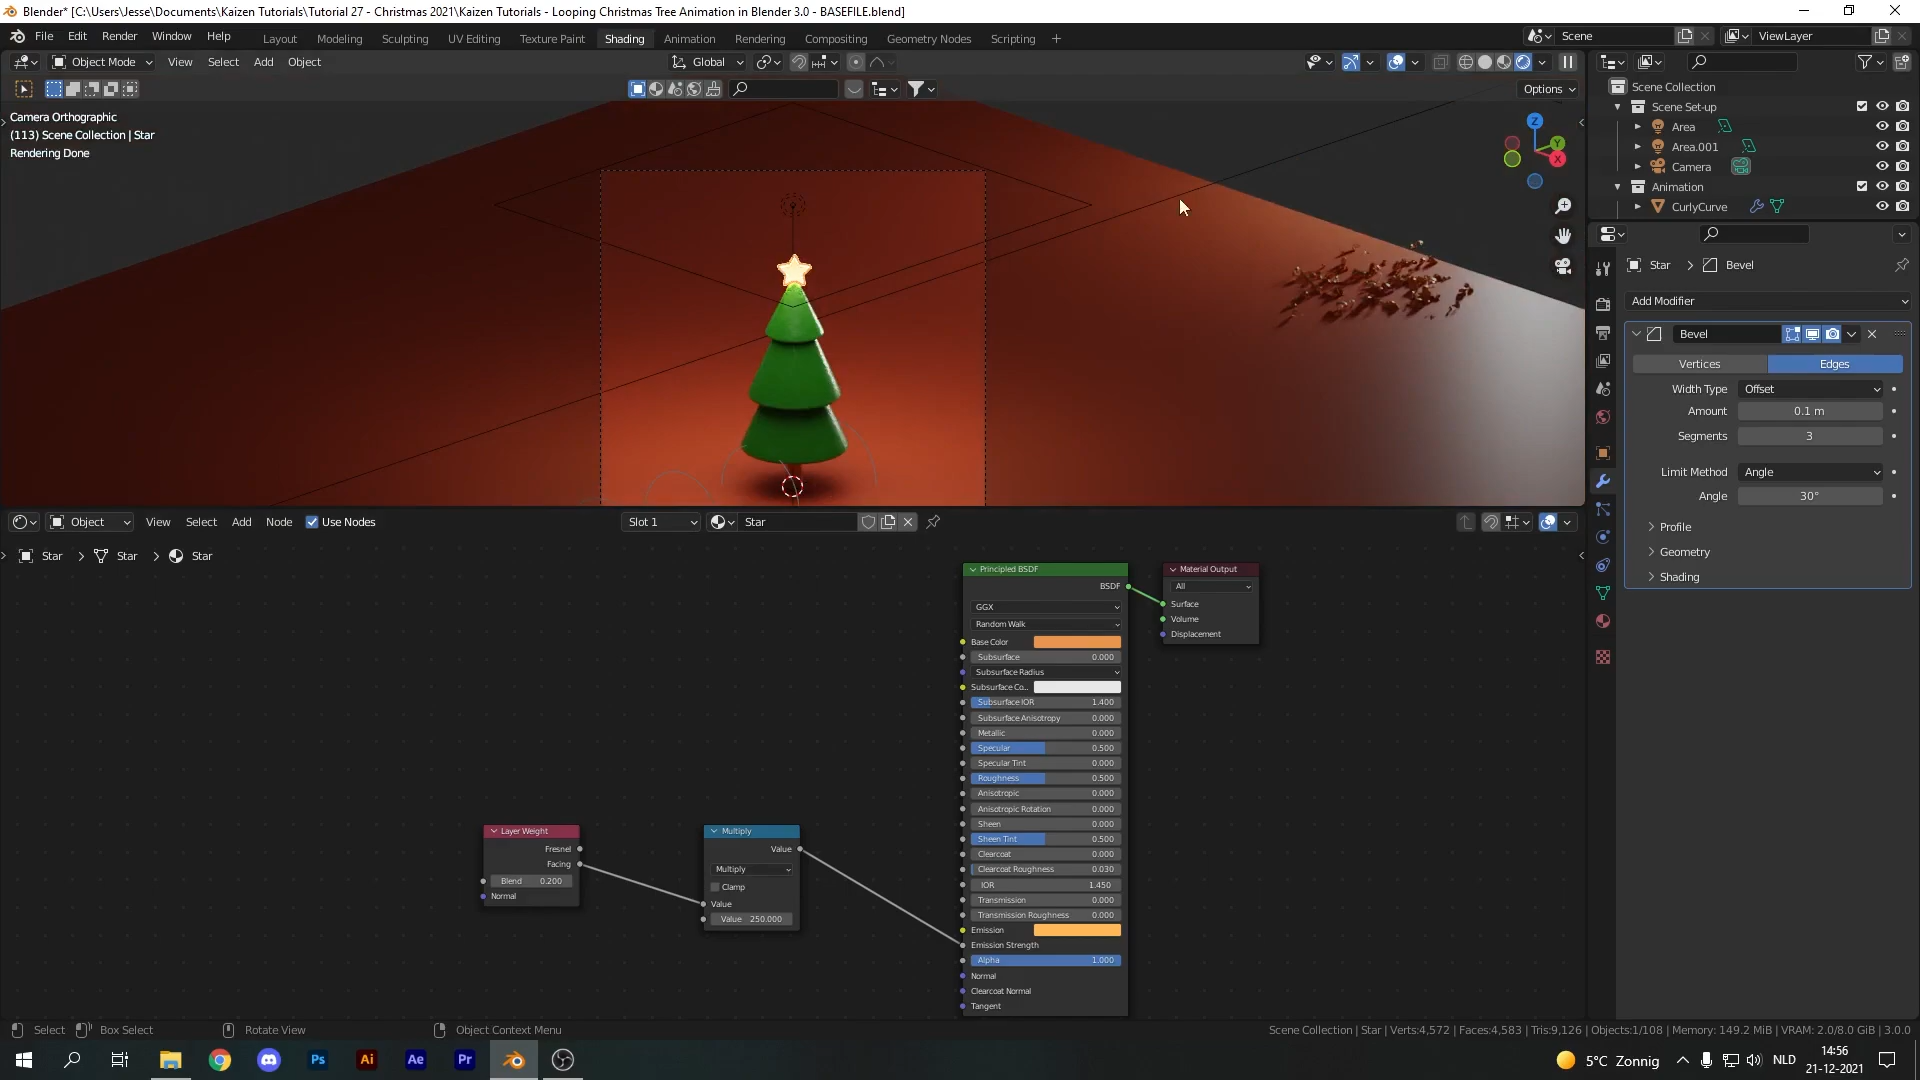 Blender* [C:\Users\Jesse\Documents\Kaizen Tutorials\Tutorial 27 - Christmas 2021\Kaizen Tutorials - Looping Christmas Tree Animation in Blender 3.0 - BASEFILE.blend]
File Edit Render Window Help Layout Modeling Sculpting UV Editing Texture Paint Shading Animation Rendering Compositing Geometry Nodes Scripting + Scene ViewLayer
Object Mode View Select Add Object Global
Options
Camera Orthographic
(113) Scene Collection | Star
Rendering Done
Z
Y
X
Scene Collection
Scene Set-up
Area
Area.001
Camera
Animation
CurlyCurve
Star > Bevel
Add Modifier
Bevel
Vertices Edges
Width Type Offset
Amount 0.1 m
Segments 3
Limit Method Angle
Angle 30°
Profile
Geometry
Shading
Object View Select Add Node Use Nodes Slot 1 Star
Star > Star > Star
Principled BSDF
BSDF
GGX
Random Walk
Base Color
Subsurface 0.000
Subsurface Radius
Subsurface Co..
Subsurface IOR 1.400
Subsurface Anisotropy 0.000
Metallic 0.000
Specular 0.500
Specular Tint 0.000
Roughness 0.500
Anisotropic 0.000
Anisotropic Rotation 0.000
Sheen 0.000
Sheen Tint 0.500
Clearcoat 0.000
Clearcoat Roughness 0.030
IOR 1.450
Transmission 0.000
Transmission Roughness 0.000
Emission
Emission Strength
Alpha 1.000
Normal
Clearcoat Normal
Tangent
Material Output
All
Surface
Volume
Displacement
Layer Weight
Fresnel
Facing
Blend 0.200
Normal
Multiply
Value
Multiply
Clamp
Value
Value 250.000
Select Box Select Rotate View Object Context Menu
Scene Collection | Star | Verts:4,572 | Faces:4,583 | Tris:9,126 | Objects:1/108 | Memory: 149.2 MiB | VRAM: 2.0/8.0 GiB | 3.0.0
Ps Ai Ae Pr
5°C Zonnig
NLD
14:56
21-12-2021